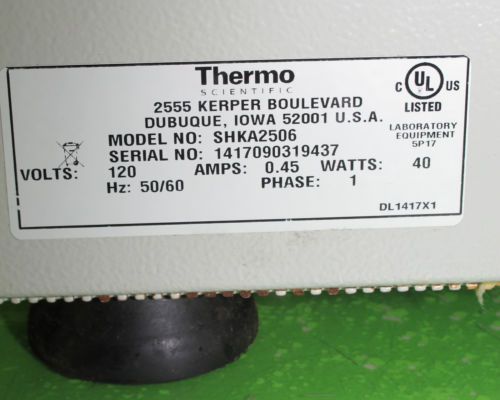 Thermo
SCIENTIFIC
2555 KERPER BOULEVARD
DUBUQUE, IOWA 52001 U.S.A.
MODEL NO: SHKA2506
SERIAL NO: 1417090319437
VOLTS: 120 AMPS: 0.45 WATTS: 40
Hz: 50/60 PHASE: 1
C UL US
LISTED
LABORATORY
EQUIPMENT
5P17
DL1417X1